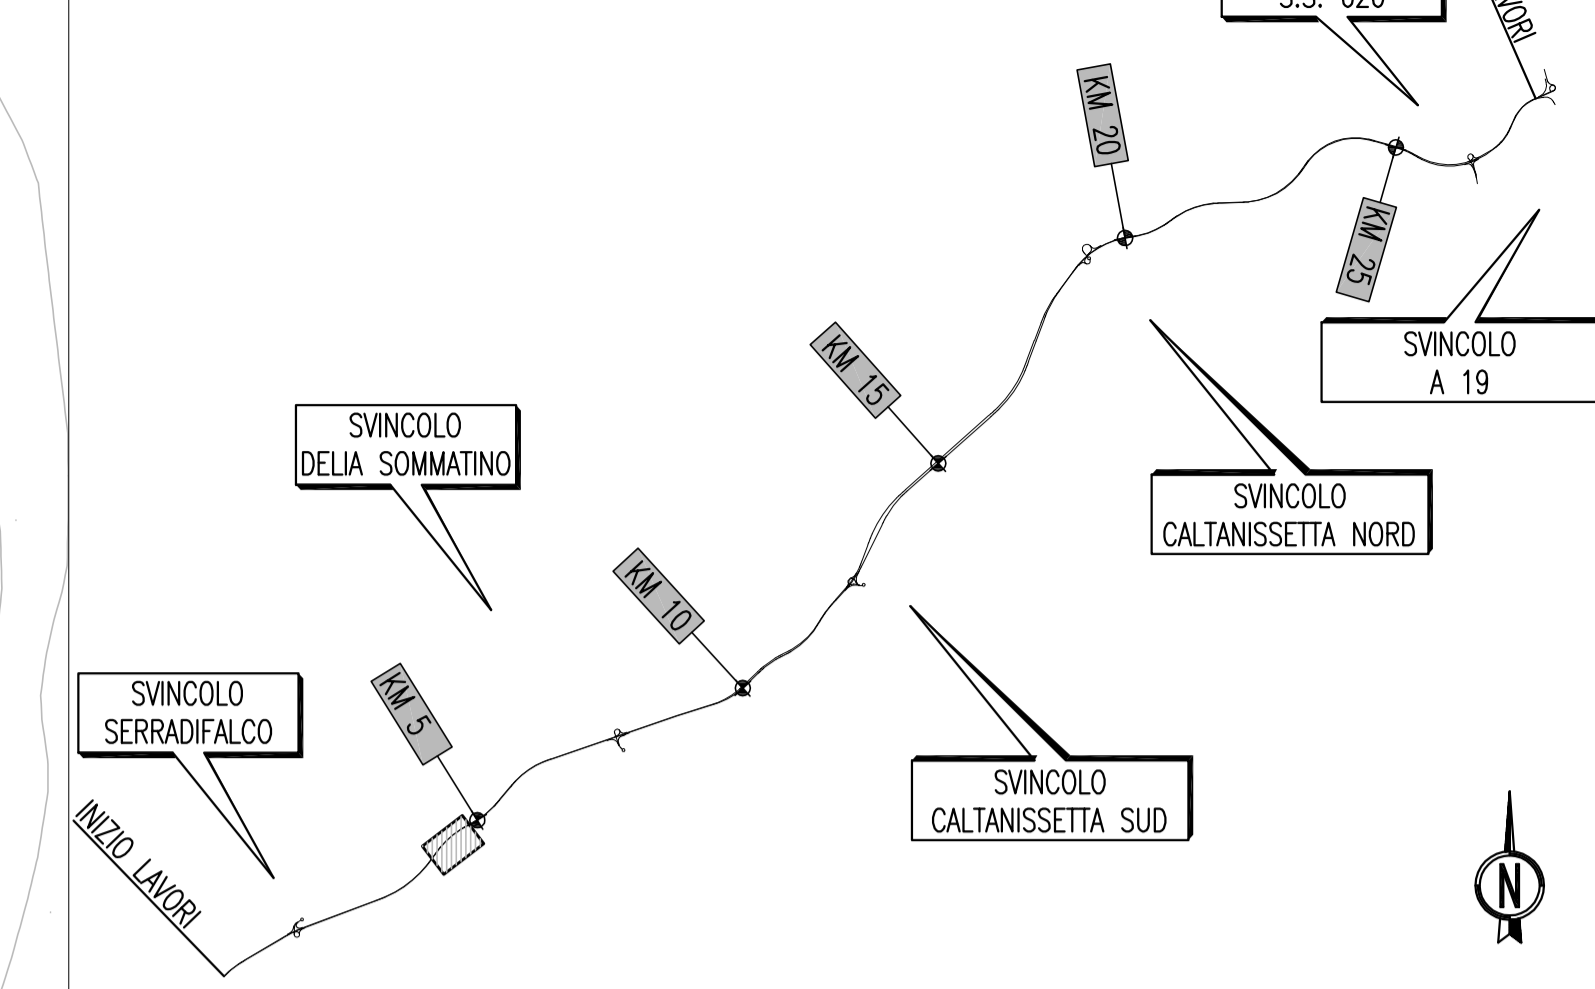 S.S. 626
KM 20
KM 25
SVINCOLO
A 19
KM 15
SVINCOLO
DELIA SOMMATINO
SVINCOLO
CALTANISSETTA NORD
KM 10
KM 5
SVINCOLO
SERRADIFALCO
SVINCOLO
CALTANISSETTA SUD
INIZIO LAVORI
N